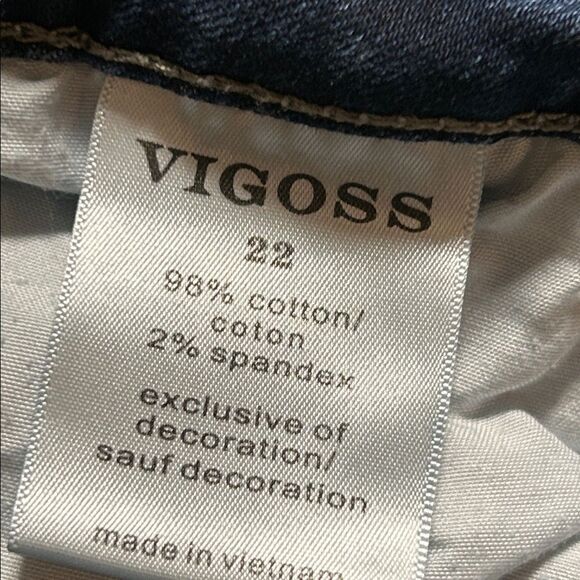 VIGOSS
22
98% cotton/
coton
2% spandex
exclusive of
decoration/
sauf decoration
made in vietnam